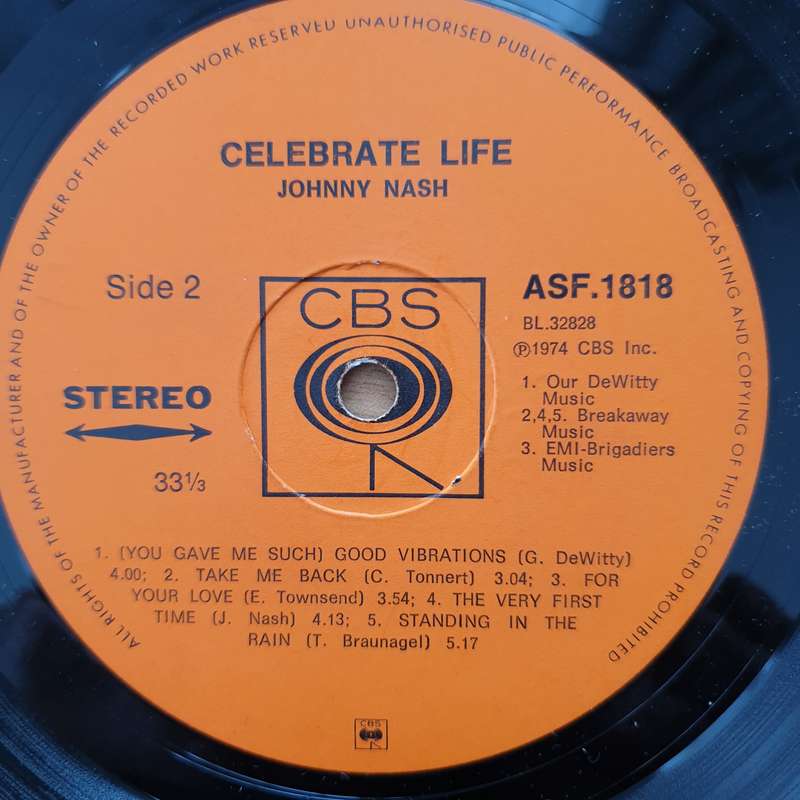 ALL RIGHTS OF THE MANUFACTURER AND OF THE OWNER OF THE RECORDED WORK RESERVED UNAUTHORISED PUBLIC PERFORMANCE BROADCASTING AND COPYING OF THIS RECORD PROHIBITED
CELEBRATE LIFE
JOHNNY NASH
Side 2
CBS
ASF.1818
BL.32828
Ⓟ1974 CBS Inc.
STEREO
33⅓
1. Our DeWitty
Music
2,4,5. Breakaway
Music
3. EMI-Brigadiers
Music
1. (YOU GAVE ME SUCH) GOOD VIBRATIONS (G. DeWitty)
4.00; 2. TAKE ME BACK (C. Tonnert) 3.04; 3. FOR
YOUR LOVE (E. Townsend) 3.54; 4. THE VERY FIRST
TIME (J. Nash) 4.13; 5. STANDING IN THE
RAIN (T. Braunagel) 5.17
CBS